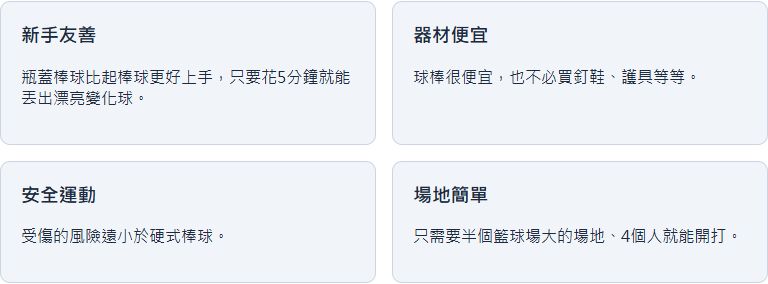 新手友善
瓶蓋棒球比起棒球更好上手，只要花5分鐘就能
丟出漂亮變化球。
器材便宜
球棒很便宜，也不必買釘鞋、護具等等。
安全運動
受傷的風險遠小於硬式棒球。
場地簡單
只需要半個籃球場大的場地、4個人就能開打。